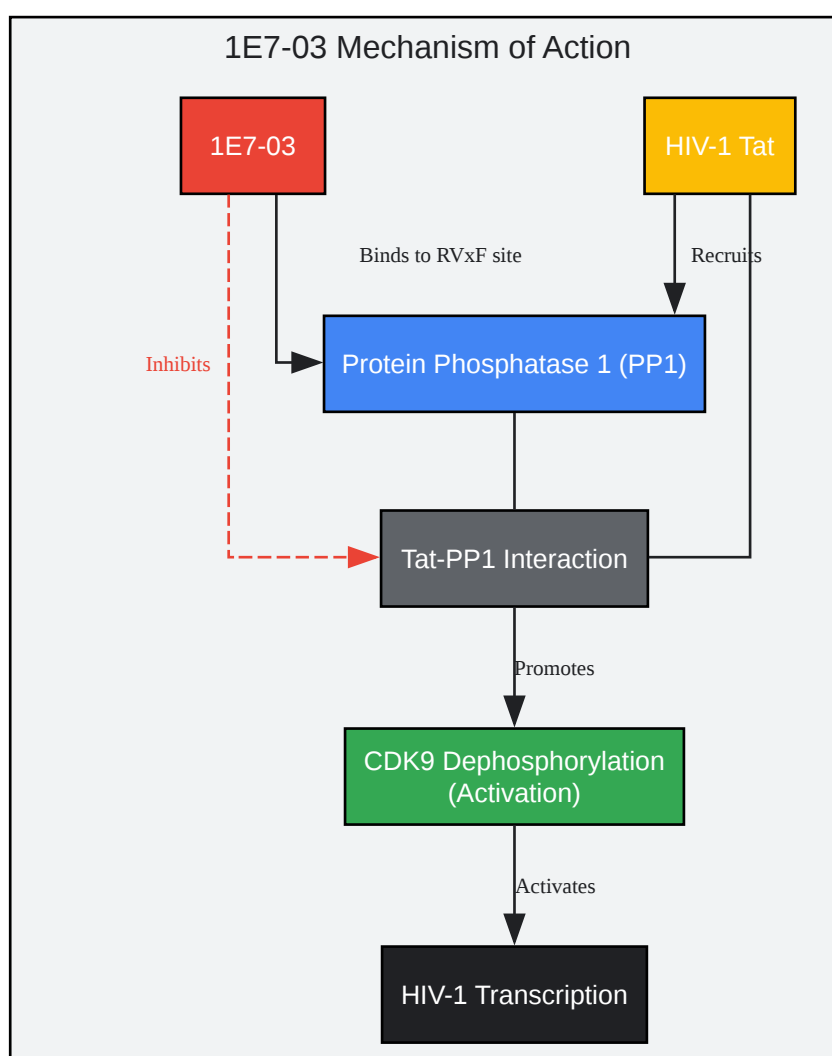 1E7-03 Mechanism of Action
1E7-03
HIV-1 Tat
Binds to RVxF site
Recruits
Protein Phosphatase 1 (PP1)
Inhibits
Tat-PP1 Interaction
Promotes
CDK9 Dephosphorylation
(Activation)
Activates
HIV-1 Transcription